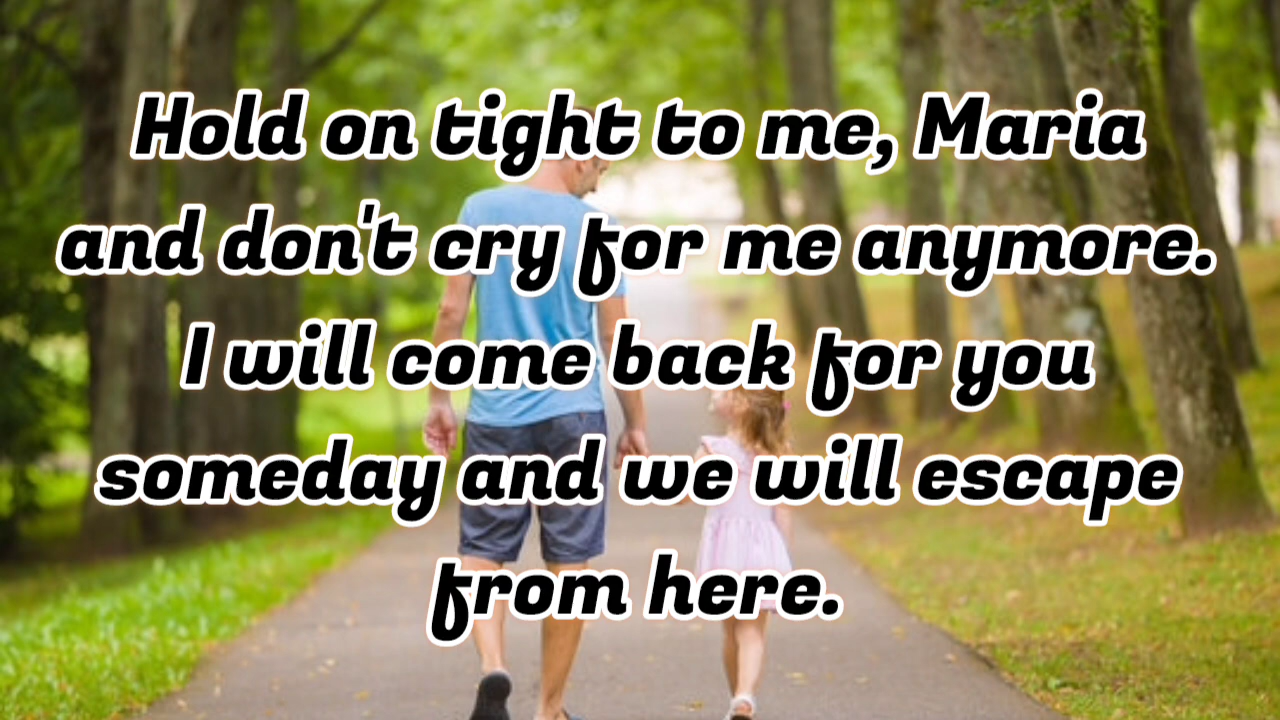 Hold on tight to me, Maria
and don't cry for me anymore.
I will come back for you
someday and we will escape
from here.